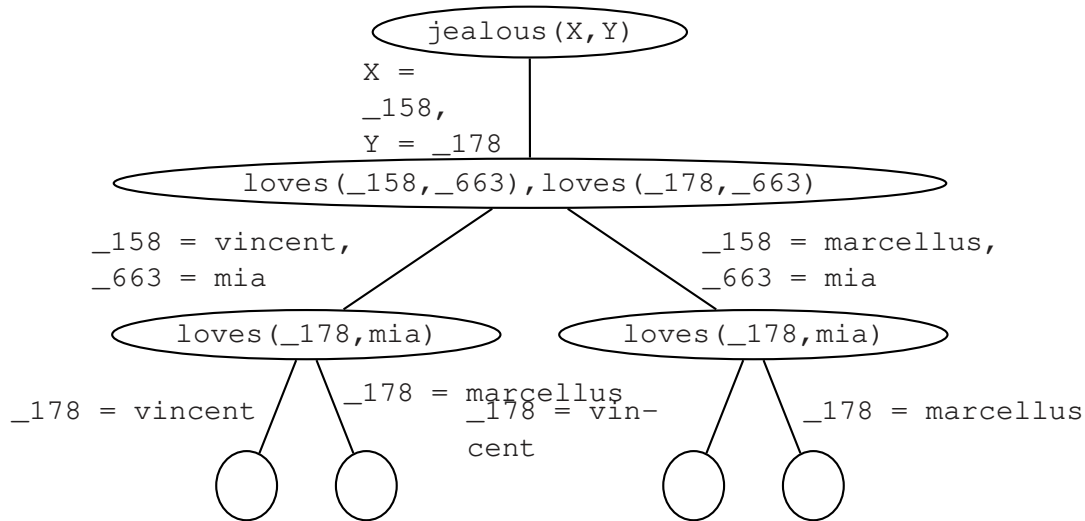 jealous(X,Y)
X =
_158,
Y = _178
loves(_158,_663),loves(_178,_663)
_158 = vincent,
_663 = mia
_158 = marcellus,
_663 = mia
loves(_178,mia)
loves(_178,mia)
_178 = vincent
_178 = marcellus
_178 = vin-
cent
_178 = marcellus